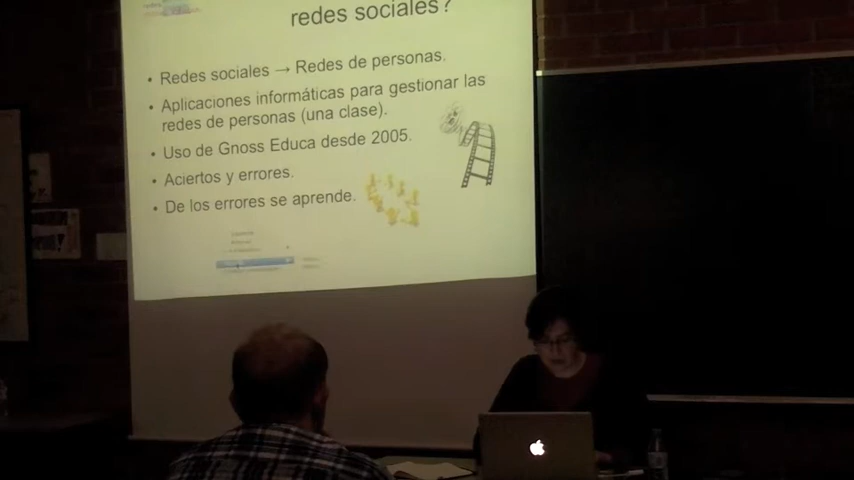 redes sociales?
• Redes sociales → Redes de personas.
• Aplicaciones informáticas para gestionar las
redes de personas (una clase).
• Uso de Gnoss Educa desde 2005.
• Aciertos y errores.
• De los errores se aprende.